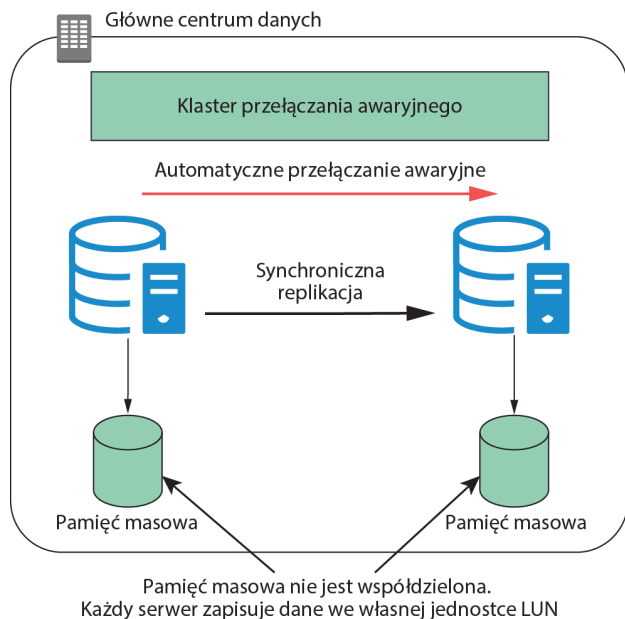 Główne centrum danych
Klaster przełączania awaryjnego
Automatyczne przełączanie awaryjne
Synchroniczna
replikacja
Pamięć masowa
Pamięć masowa
Pamięć masowa nie jest współdzielona.
Każdy serwer zapisuje dane we własnej jednostce LUN